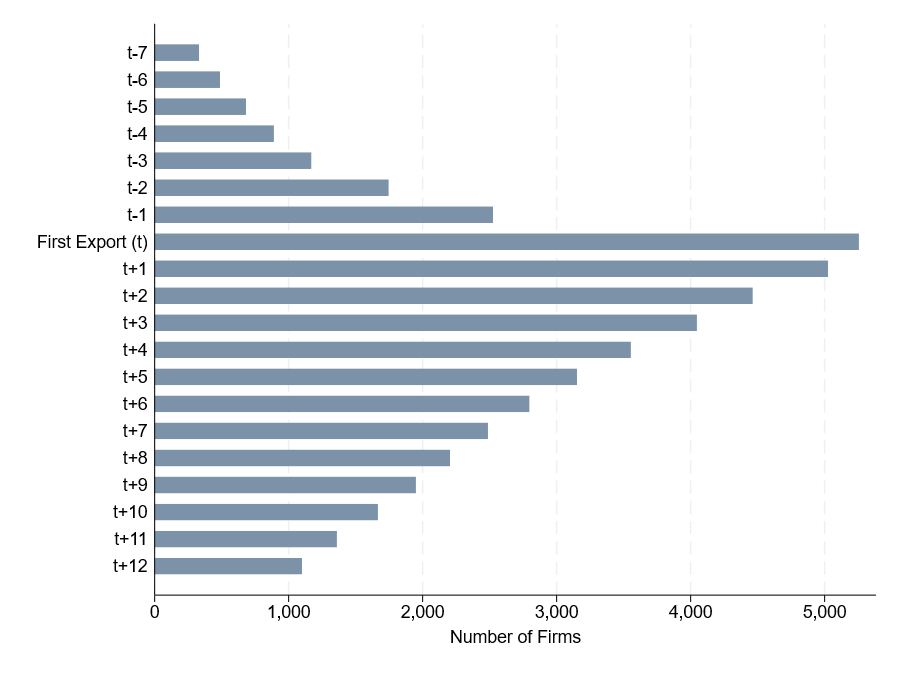 t-7
t-6
t-5
t-4
t-3
t-2
t-1
First Export (t)
t+1
t+2
t+3
t+4
t+5
t+6
t+7
t+8
t+9
t+10
t+11
t+12
0 1,000 2,000 3,000 4,000 5,000
Number of Firms